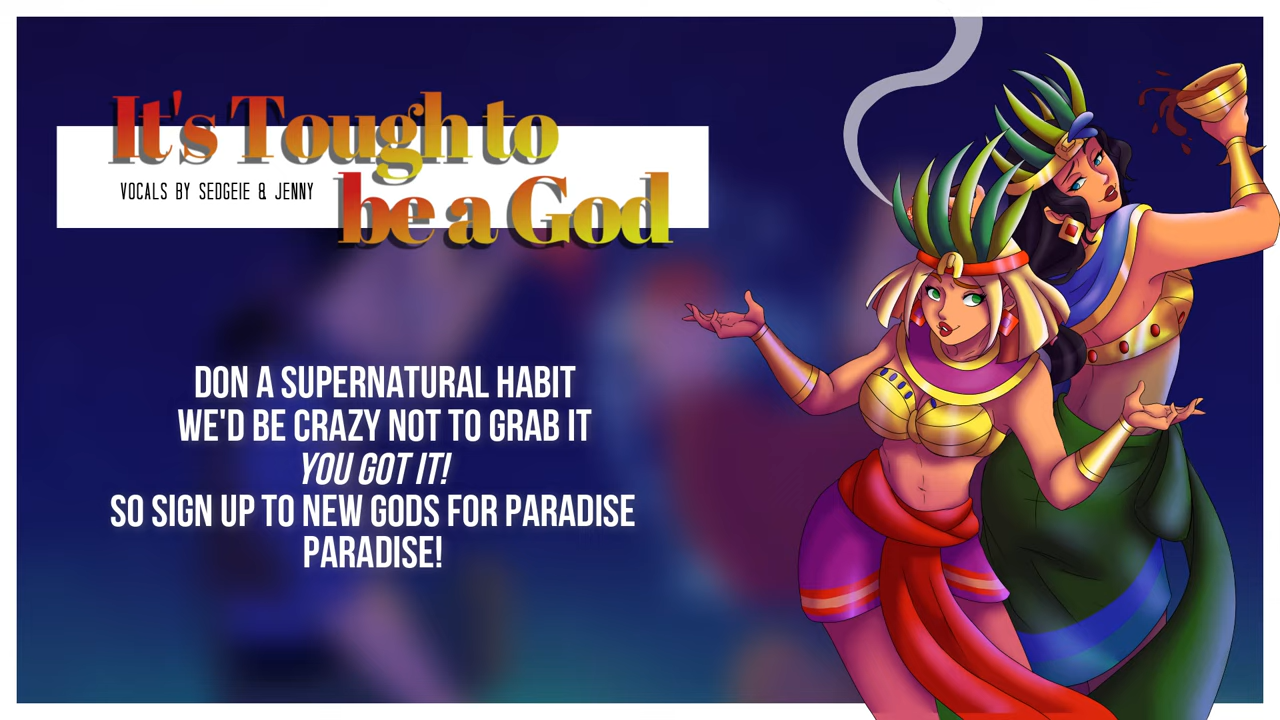 It's Tough to
be a God
VOCALS BY SEDGEIE & JENNY
DON A SUPERNATURAL HABIT
WE'D BE CRAZY NOT TO GRAB IT
YOU GOT IT!
SO SIGN UP TO NEW GODS FOR PARADISE
PARADISE!